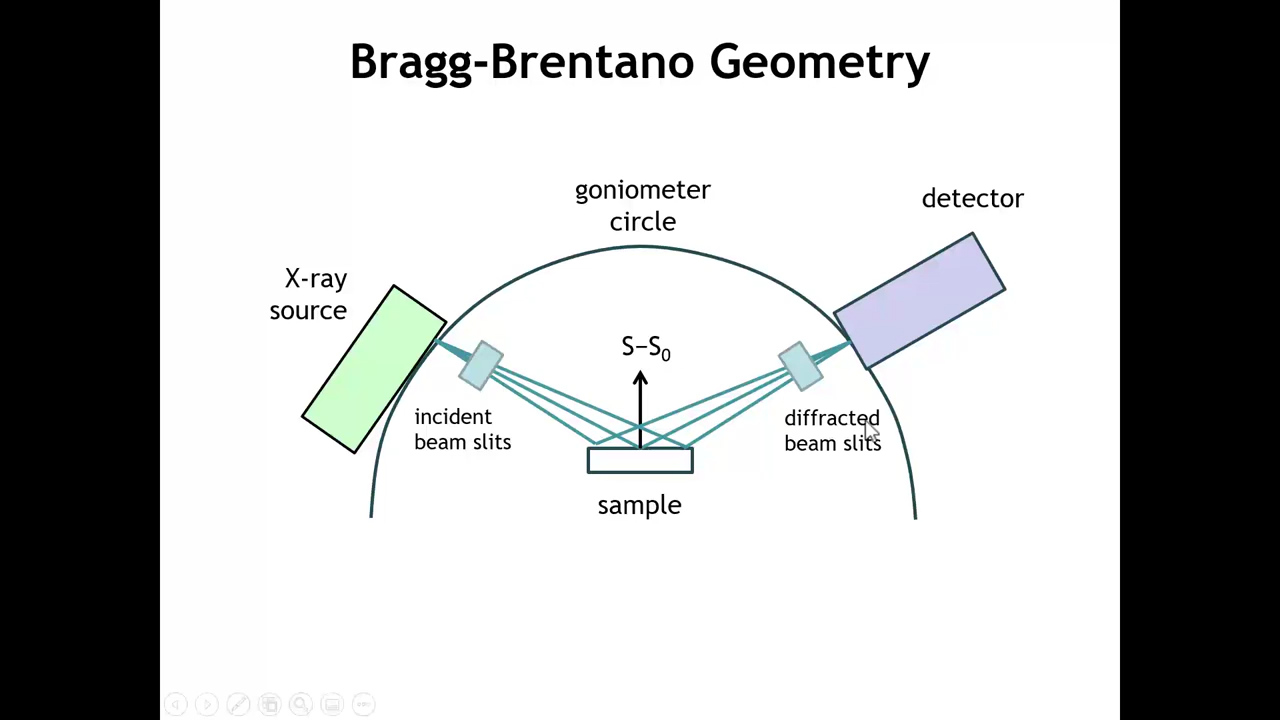 Bragg-Brentano Geometry
goniometer
circle
detector
X-ray
source
S–S₀
incident
beam slits
diffracted
beam slits
sample